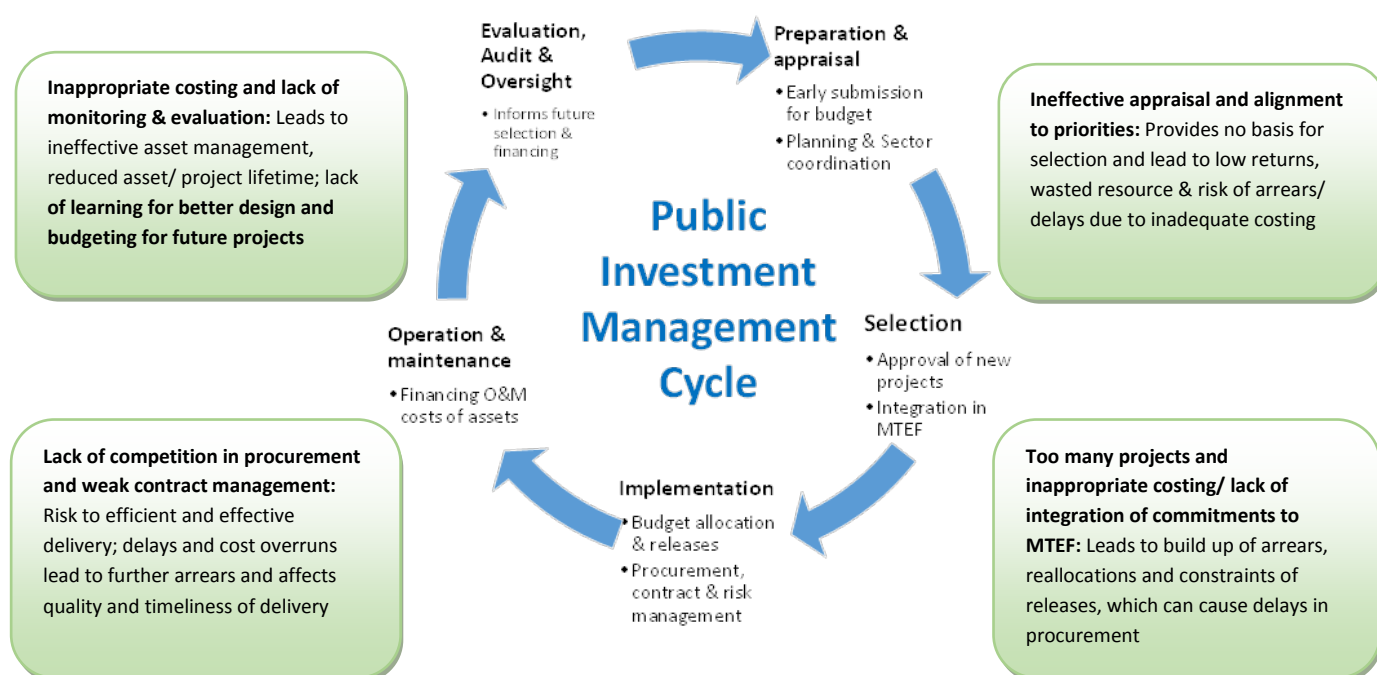 Evaluation,
Audit &
Oversight
• Informs future
selection &
financing
Preparation &
appraisal
• Early submission
for budget
• Planning & Sector
coordination
Inappropriate costing and lack of
monitoring & evaluation: Leads to
ineffective asset management,
reduced asset/ project lifetime; lack
of learning for better design and
budgeting for future projects
Ineffective appraisal and alignment
to priorities: Provides no basis for
selection and lead to low returns,
wasted resource & risk of arrears/
delays due to inadequate costing
Public
Investment
Management
Cycle
Operation &
maintenance
• Financing O&M
costs of assets
Selection
• Approval of new
projects
• Integration in
MTEF
Lack of competition in procurement
and weak contract management:
Risk to efficient and effective
delivery; delays and cost overruns
lead to further arrears and affects
quality and timeliness of delivery
Implementation
• Budget allocation
& releases
• Procurement,
contract & risk
management
Too many projects and
inappropriate costing/ lack of
integration of commitments to
MTEF: Leads to build up of arrears,
reallocations and constraints of
releases, which can cause delays in
procurement